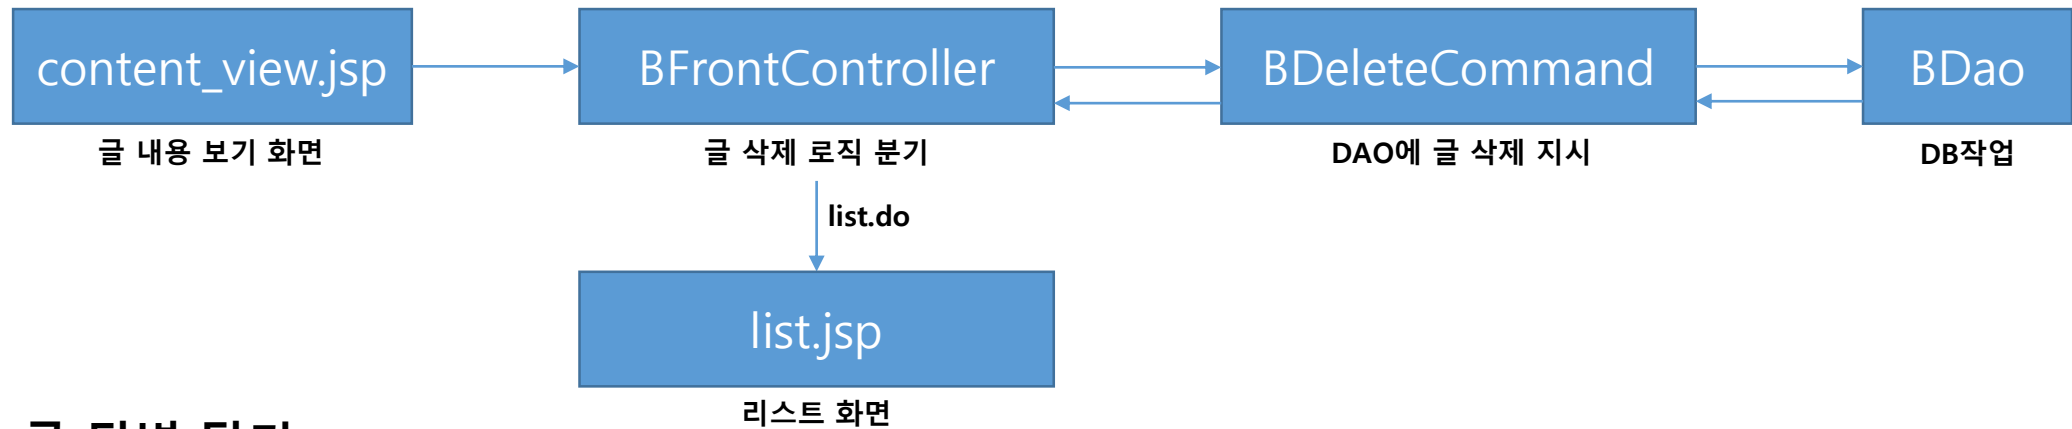 content_view.jsp
BFrontController
BDeleteCommand
BDao
글 내용 보기 화면
글 삭제 로직 분기
DAO에 글 삭제 지시
DB작업
list.do
list.jsp
리스트 화면